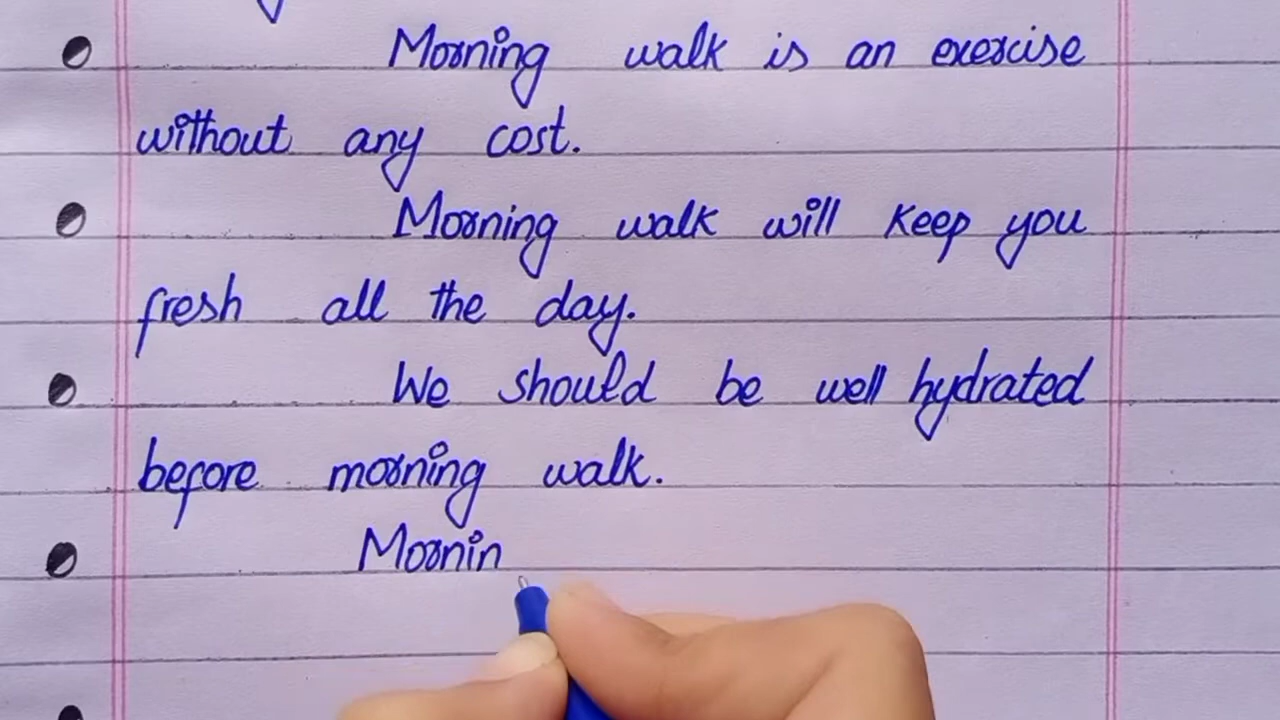 Morning walk is an exercise
without any cost.
Morning walk will keep you
fresh all the day.
We should be well hydrated
before morning walk.
Mornin